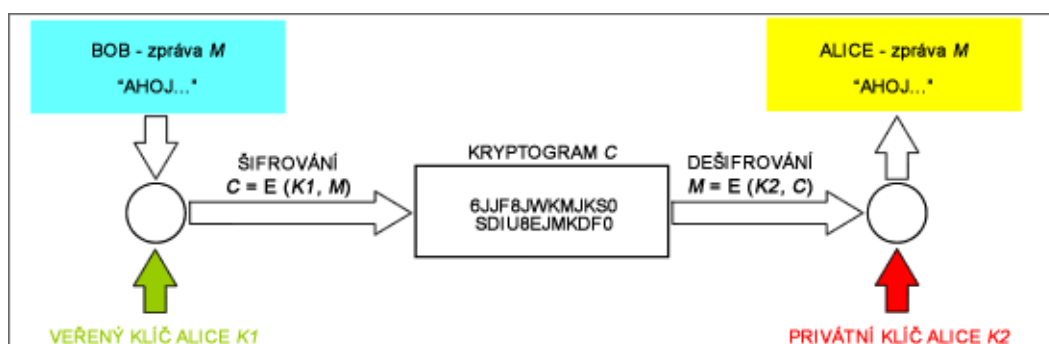 BOB - zpráva M
"AHOJ..."
ALICE - zpráva M
"AHOJ..."
ŠIFROVÁNÍ
C = E (K1, M)
KRYPTOGRAM C
6JJF8JWKMJKS0
SDIU8EJMKDF0
DEŠIFROVÁNÍ
M = E (K2, C)
VEŘENÝ KLÍČ ALICE K1
PRIVÁTNÍ KLÍČ ALICE K2